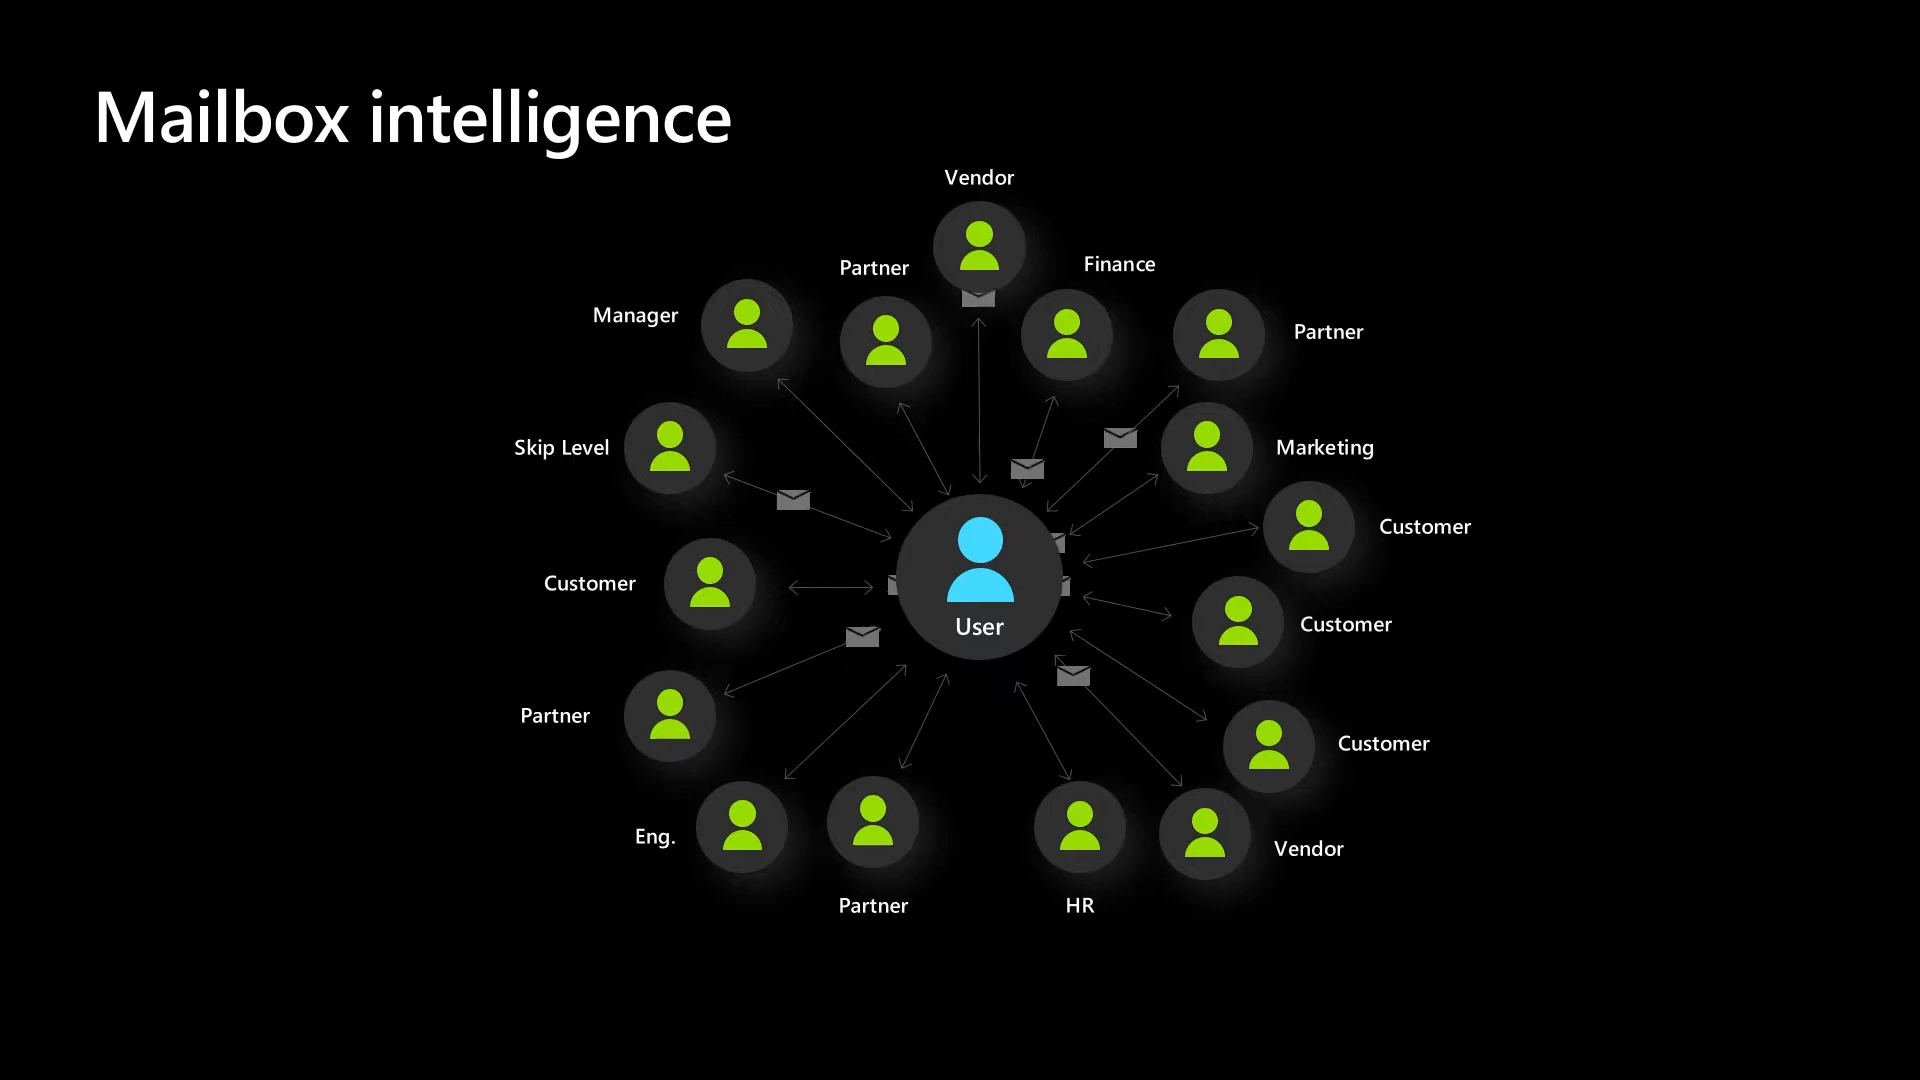 Mailbox intelligence
Vendor
Partner
Finance
Manager
Partner
Skip Level
Marketing
Customer
Customer
Customer
User
Partner
Customer
Eng.
Vendor
Partner
HR